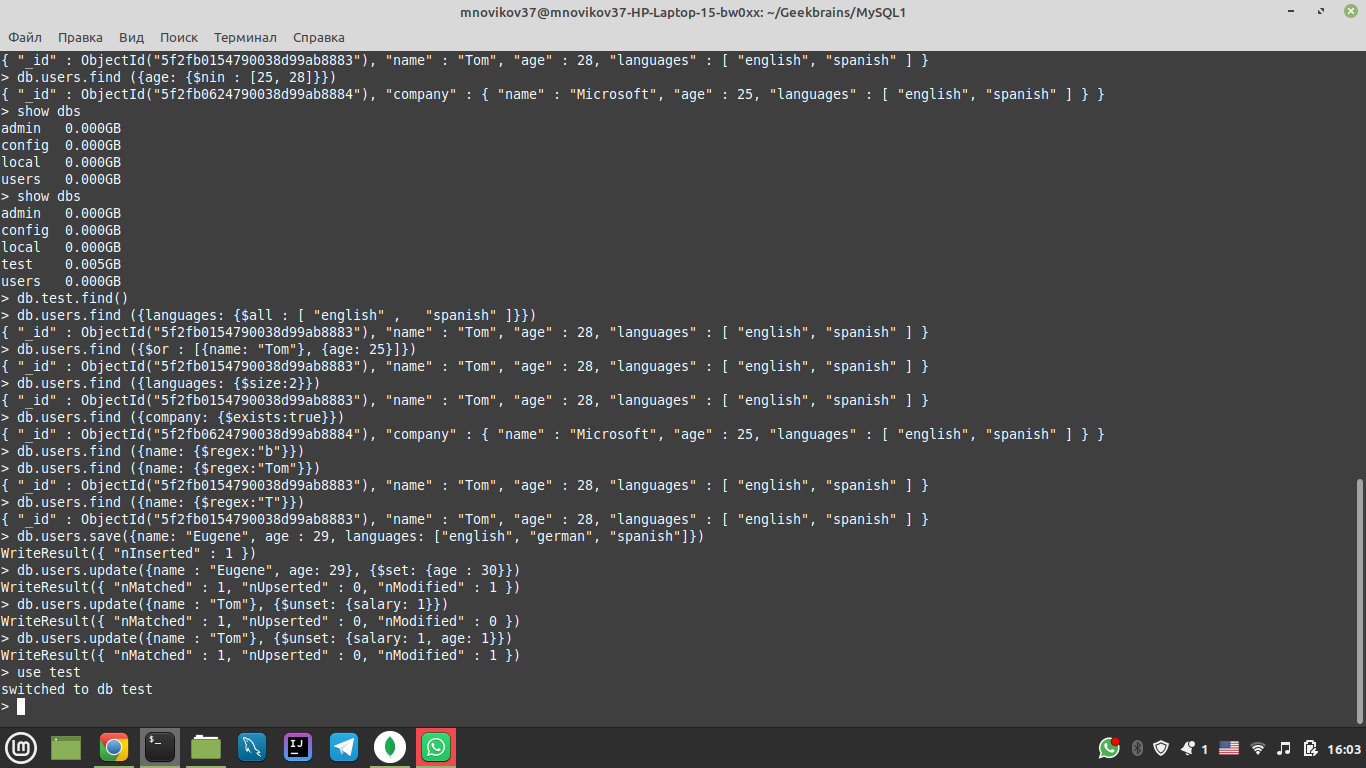 mnovikov37@mnovikov37-HP-Laptop-15-bw0xx: ~/Geekbrains/MySQL1
Файл Правка Вид Поиск Терминал Справка
{ "_id" : ObjectId("5f2fb0154790038d99ab8883"), "name" : "Tom", "age" : 28, "languages" : [ "english", "spanish" ] }
> db.users.find ({age: {$nin : [25, 28]}})
{ "_id" : ObjectId("5f2fb0624790038d99ab8884"), "company" : { "name" : "Microsoft", "age" : 25, "languages" : [ "english", "spanish" ] } }
> show dbs
admin   0.000GB
config  0.000GB
local   0.000GB
users   0.000GB
> show dbs
admin   0.000GB
config  0.000GB
local   0.000GB
test    0.005GB
users   0.000GB
> db.test.find()
> db.users.find ({languages: {$all : [ "english" ,   "spanish" ]}})
{ "_id" : ObjectId("5f2fb0154790038d99ab8883"), "name" : "Tom", "age" : 28, "languages" : [ "english", "spanish" ] }
> db.users.find ({$or : [{name: "Tom"}, {age: 25}]})
{ "_id" : ObjectId("5f2fb0154790038d99ab8883"), "name" : "Tom", "age" : 28, "languages" : [ "english", "spanish" ] }
> db.users.find ({languages: {$size:2}})
{ "_id" : ObjectId("5f2fb0154790038d99ab8883"), "name" : "Tom", "age" : 28, "languages" : [ "english", "spanish" ] }
> db.users.find ({company: {$exists:true}})
{ "_id" : ObjectId("5f2fb0624790038d99ab8884"), "company" : { "name" : "Microsoft", "age" : 25, "languages" : [ "english", "spanish" ] } }
> db.users.find ({name: {$regex:"b"}})
> db.users.find ({name: {$regex:"Tom"}})
{ "_id" : ObjectId("5f2fb0154790038d99ab8883"), "name" : "Tom", "age" : 28, "languages" : [ "english", "spanish" ] }
> db.users.find ({name: {$regex:"T"}})
{ "_id" : ObjectId("5f2fb0154790038d99ab8883"), "name" : "Tom", "age" : 28, "languages" : [ "english", "spanish" ] }
> db.users.save({name: "Eugene", age : 29, languages: ["english", "german", "spanish"]})
WriteResult({ "nInserted" : 1 })
> db.users.update({name : "Eugene", age: 29}, {$set: {age : 30}})
WriteResult({ "nMatched" : 1, "nUpserted" : 0, "nModified" : 1 })
> db.users.update({name : "Tom"}, {$unset: {salary: 1}})
WriteResult({ "nMatched" : 1, "nUpserted" : 0, "nModified" : 0 })
> db.users.update({name : "Tom"}, {$unset: {salary: 1, age: 1}})
WriteResult({ "nMatched" : 1, "nUpserted" : 0, "nModified" : 1 })
> use test
switched to db test
>
$_ IJ 1 16:03